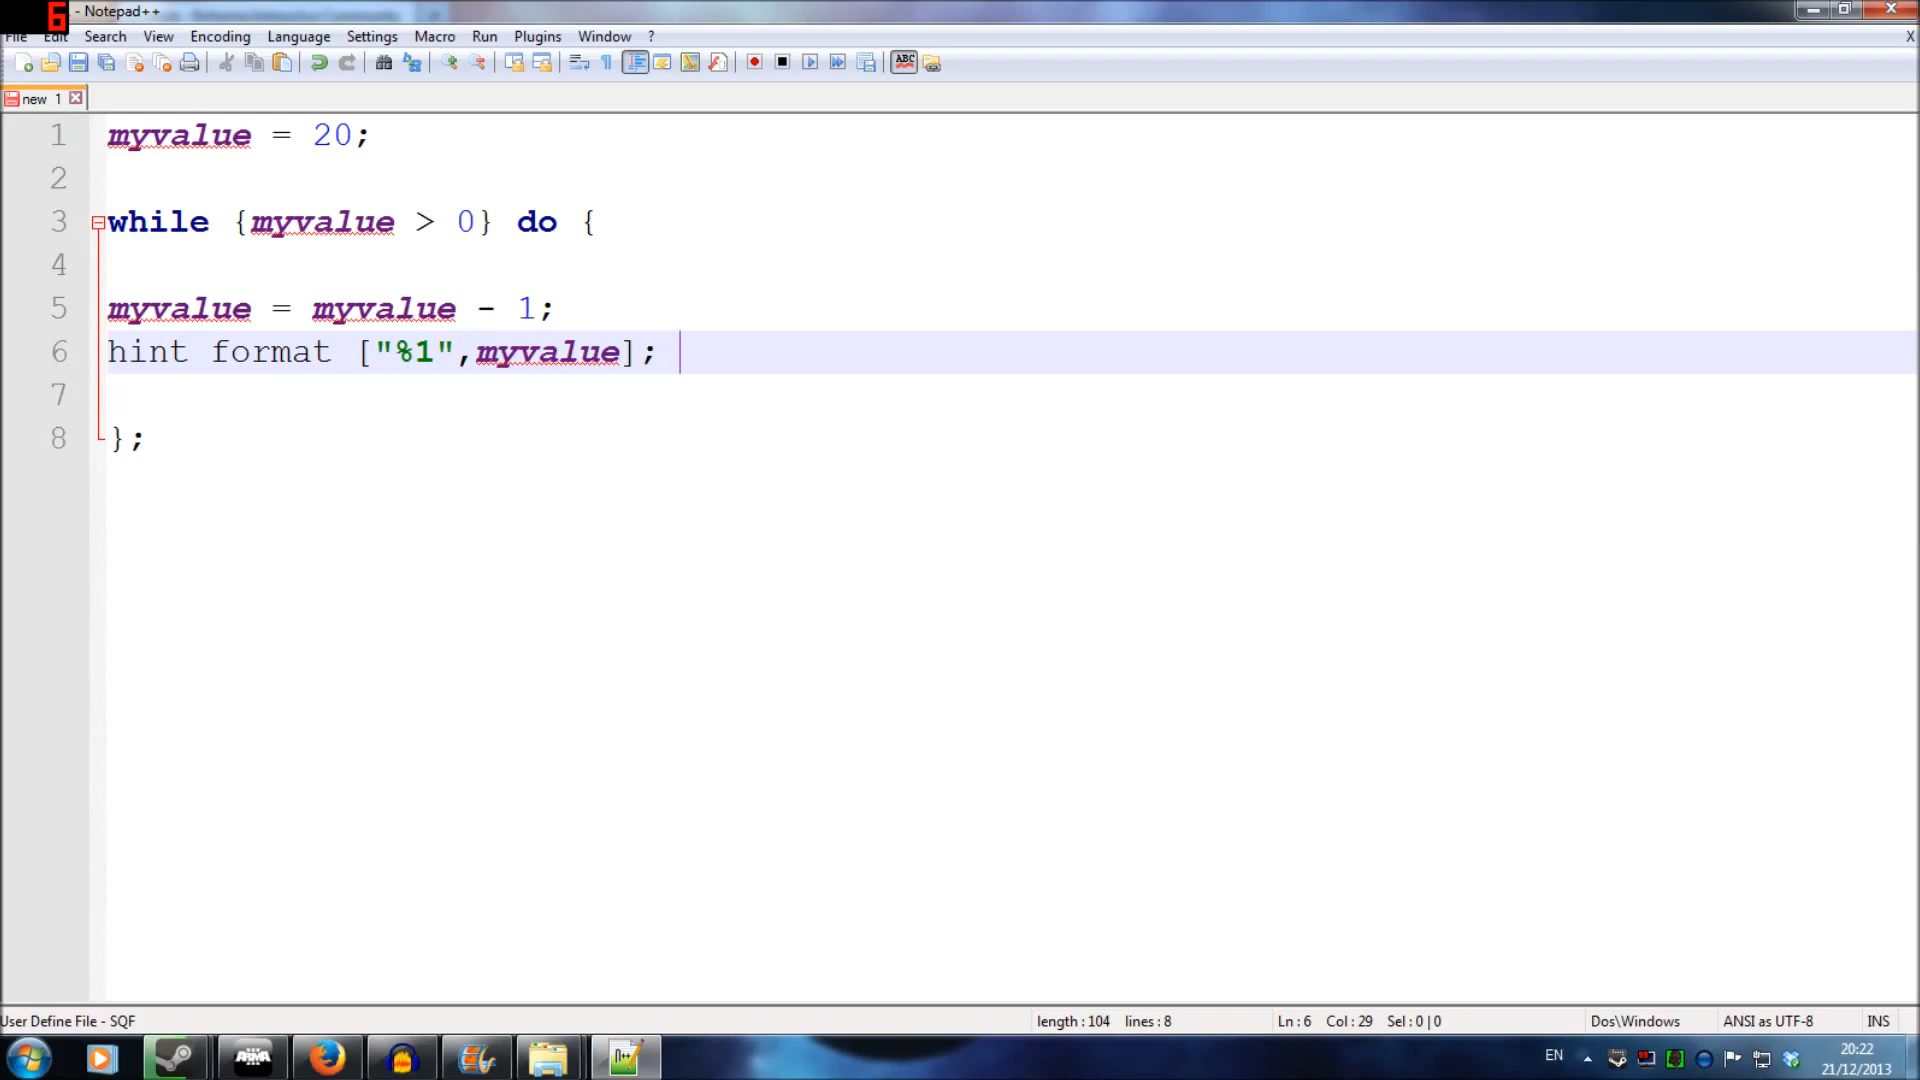 6 - Notepad++
File Edit Search View Encoding Language Settings Macro Run Plugins Window ? X
ABC
new 1
1 myvalue = 20;
2
3 while {myvalue > 0} do {
4
5 myvalue = myvalue - 1;
6 hint format ["%1",myvalue];
7
8 };
User Define File - SQF length : 104 lines : 8 Ln : 6 Col : 29 Sel : 0 | 0 Dos\Windows ANSI as UTF-8 INS
ARMA N++ EN 20:22
21/12/2013